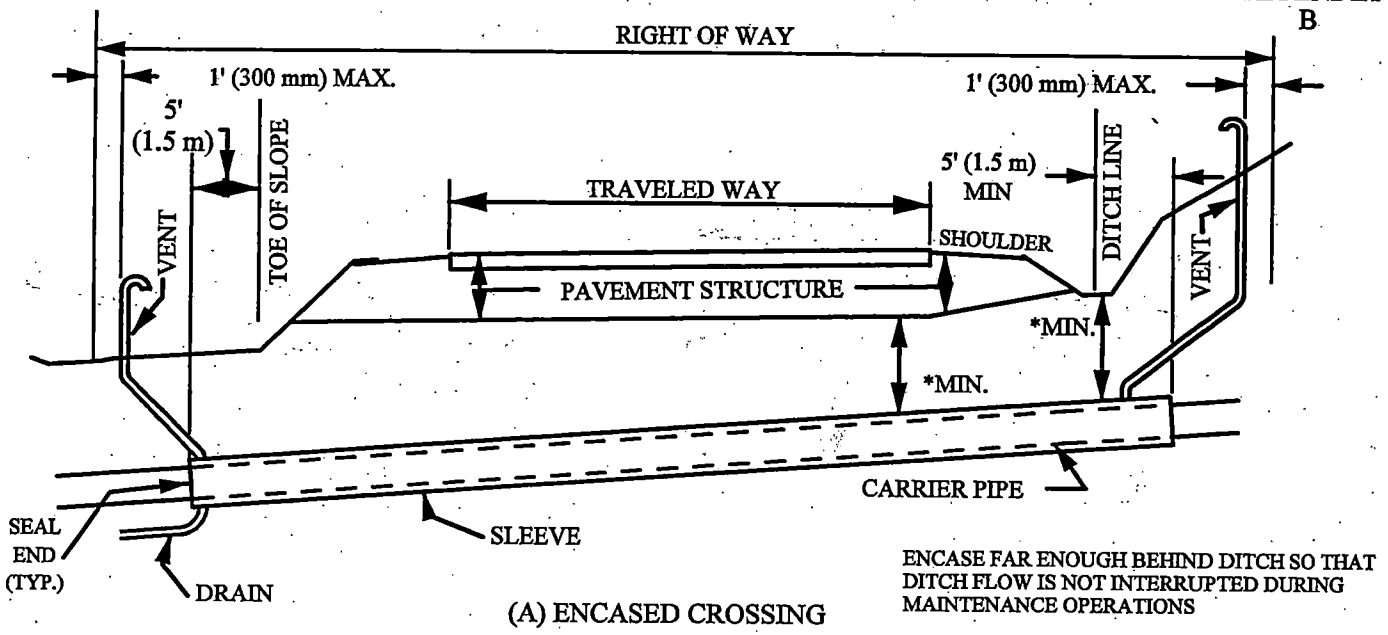 B
RIGHT OF WAY
1' (300 mm) MAX.
1' (300 mm) MAX.
5'
(1.5 m)
TOE OF SLOPE
5' (1.5 m)
MIN
DITCH LINE
TRAVELED WAY
VENT
SHOULDER
VENT
PAVEMENT STRUCTURE
*MIN.
*MIN.
CARRIER PIPE
SEAL
END
(TYP.)
SLEEVE
DRAIN
ENCASE FAR ENOUGH BEHIND DITCH SO THAT
DITCH FLOW IS NOT INTERRUPTED DURING
MAINTENANCE OPERATIONS
(A) ENCASED CROSSING